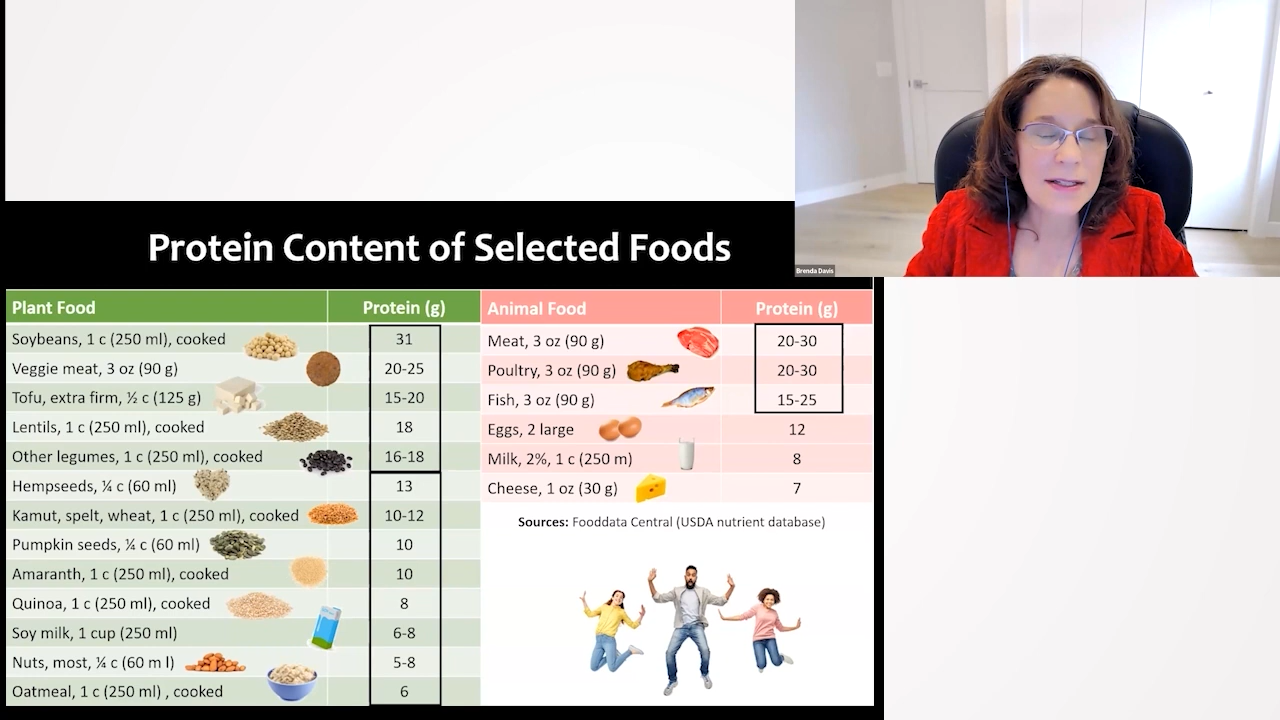 Brenda Davis
Protein Content of Selected Foods
Plant Food Protein (g)
Soybeans, 1 c (250 ml), cooked 31
Veggie meat, 3 oz (90 g) 20-25
Tofu, extra firm, ½ c (125 g) 15-20
Lentils, 1 c (250 ml), cooked 18
Other legumes, 1 c (250 ml), cooked 16-18
Hempseeds, ¼ c (60 ml) 13
Kamut, spelt, wheat, 1 c (250 ml), cooked 10-12
Pumpkin seeds, ¼ c (60 ml) 10
Amaranth, 1 c (250 ml), cooked 10
Quinoa, 1 c (250 ml), cooked 8
Soy milk, 1 cup (250 ml) 6-8
Nuts, most, ¼ c (60 m l) 5-8
Oatmeal, 1 c (250 ml) , cooked 6
Animal Food Protein (g)
Meat, 3 oz (90 g) 20-30
Poultry, 3 oz (90 g) 20-30
Fish, 3 oz (90 g) 15-25
Eggs, 2 large 12
Milk, 2%, 1 c (250 m) 8
Cheese, 1 oz (30 g) 7
Sources: Fooddata Central (USDA nutrient database)